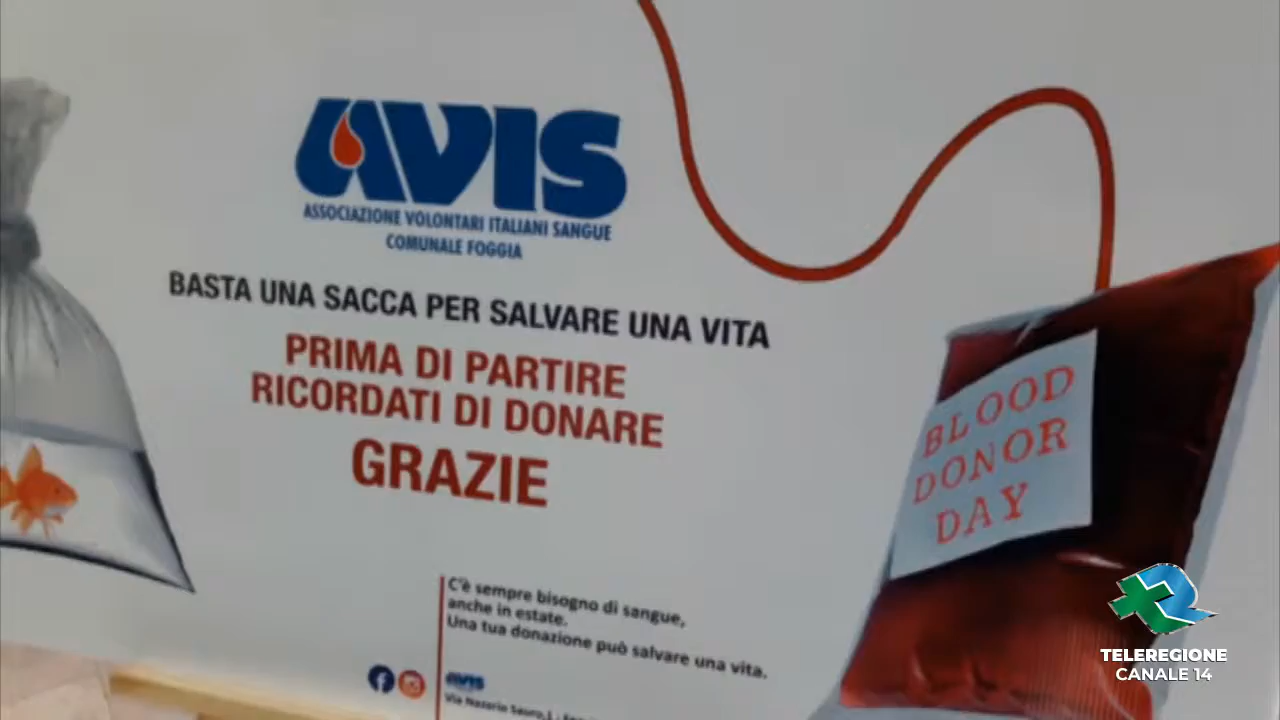 AVIS
ASSOCIAZIONE VOLONTARI ITALIANI SANGUE
COMUNALE FOGGIA
BASTA UNA SACCA PER SALVARE UNA VITA
PRIMA DI PARTIRE
RICORDATI DI DONARE
GRAZIE
BLOOD
DONOR
DAY
C'è sempre bisogno di sangue,
anche in estate.
Una tua donazione può salvare una vita.
AVIS
Via Nazario Sauro, 1 -
TELEREGIONE
CANALE 14